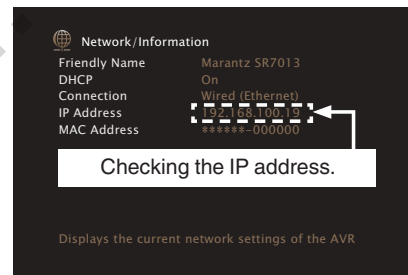 Network/Information
Friendly Name Marantz SR7013
DHCP On
Connection Wired (Ethernet)
IP Address 192.168.100.19
MAC Address ******-000000
Checking the IP address.
Displays the current network settings of the AVR